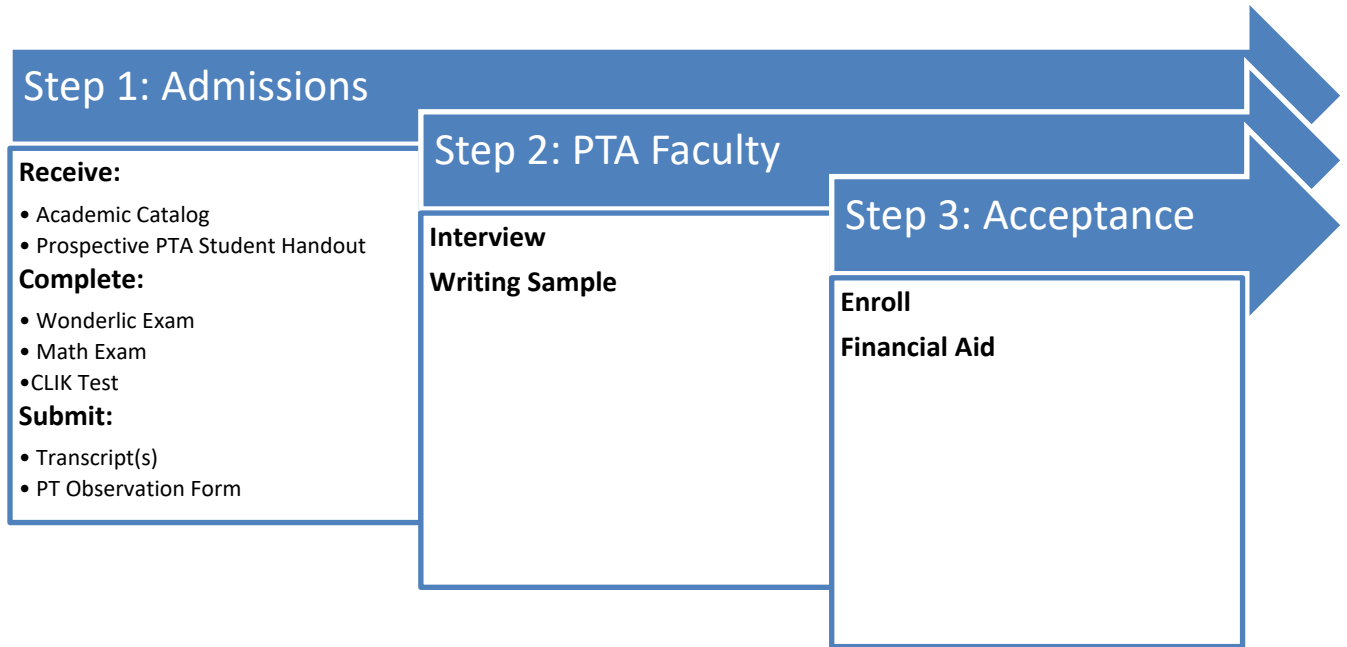 Step 1: Admissions
Receive:
• Academic Catalog
• Prospective PTA Student Handout
Complete:
• Wonderlic Exam
• Math Exam
•CLIK Test
Submit:
• Transcript(s)
• PT Observation Form
Step 2: PTA Faculty
Interview
Writing Sample
Step 3: Acceptance
Enroll
Financial Aid